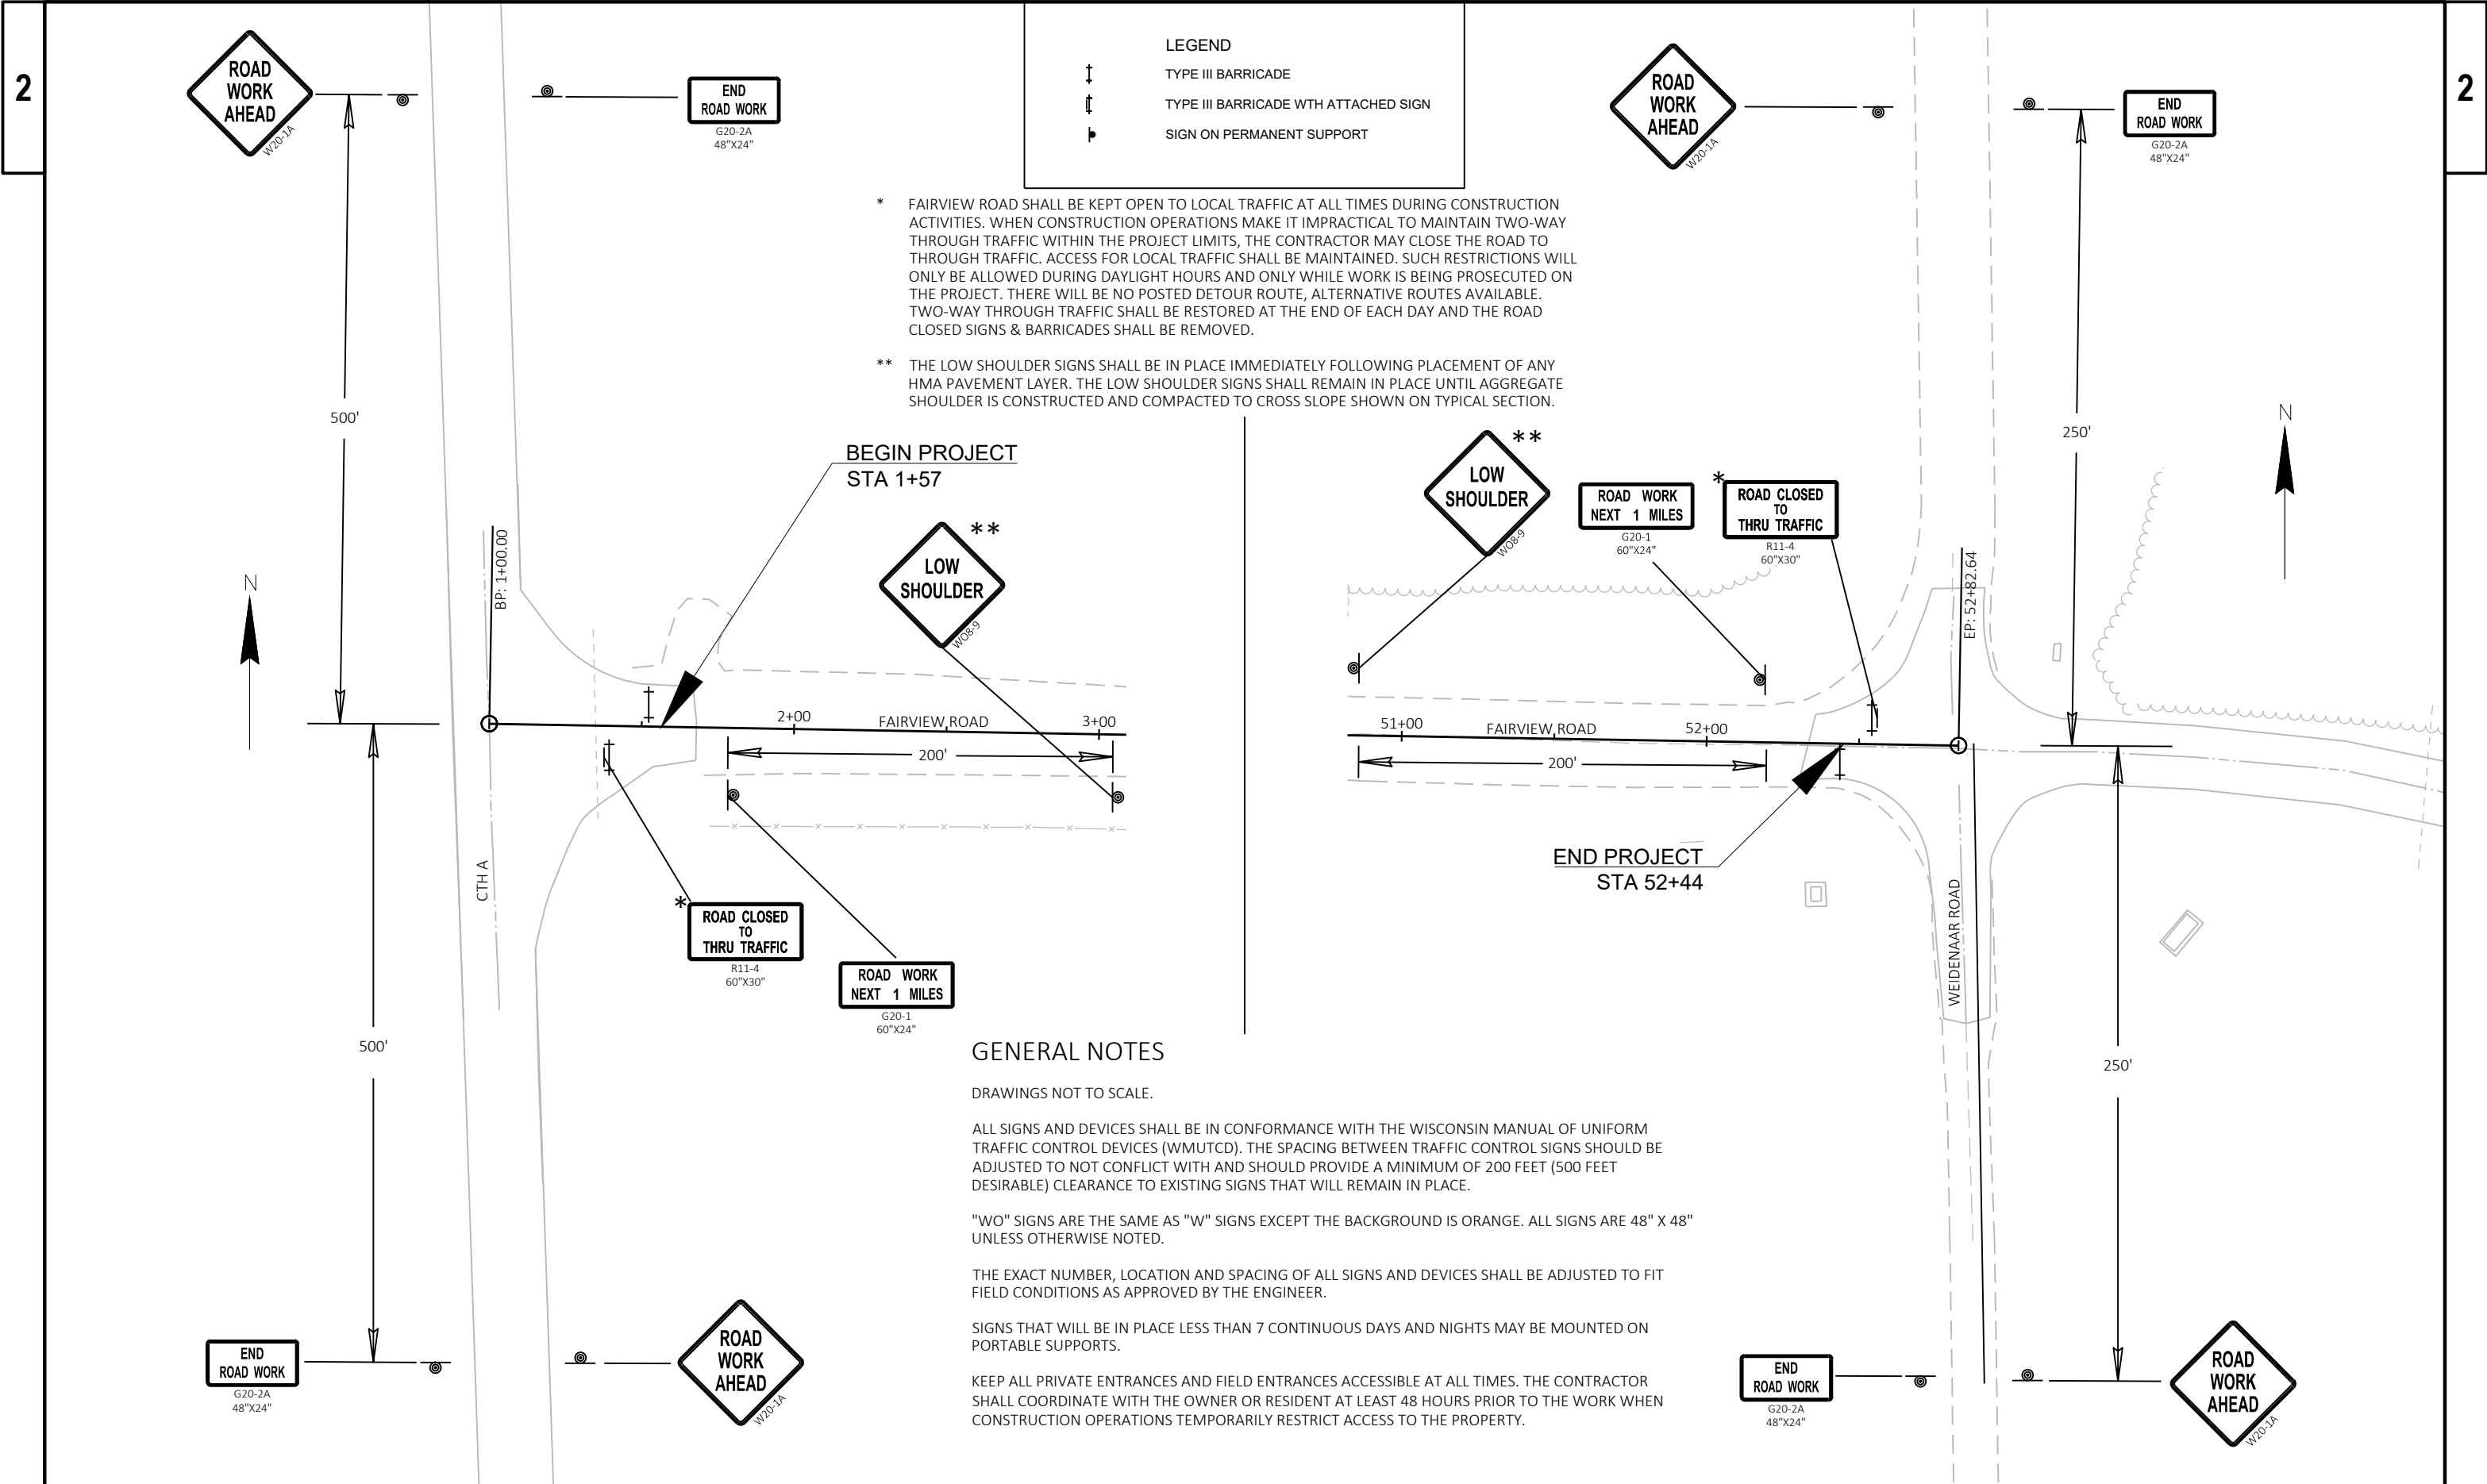 2
2
LEGEND
TYPE III BARRICADE
TYPE III BARRICADE WTH ATTACHED SIGN
SIGN ON PERMANENT SUPPORT
ROAD
WORK
AHEAD
W20-1A
END
ROAD WORK
G20-2A
48"X24"
ROAD
WORK
AHEAD
W20-1A
END
ROAD WORK
G20-2A
48"X24"
* FAIRVIEW ROAD SHALL BE KEPT OPEN TO LOCAL TRAFFIC AT ALL TIMES DURING CONSTRUCTION
ACTIVITIES. WHEN CONSTRUCTION OPERATIONS MAKE IT IMPRACTICAL TO MAINTAIN TWO-WAY
THROUGH TRAFFIC WITHIN THE PROJECT LIMITS, THE CONTRACTOR MAY CLOSE THE ROAD TO
THROUGH TRAFFIC. ACCESS FOR LOCAL TRAFFIC SHALL BE MAINTAINED. SUCH RESTRICTIONS WILL
ONLY BE ALLOWED DURING DAYLIGHT HOURS AND ONLY WHILE WORK IS BEING PROSECUTED ON
THE PROJECT. THERE WILL BE NO POSTED DETOUR ROUTE, ALTERNATIVE ROUTES AVAILABLE.
TWO-WAY THROUGH TRAFFIC SHALL BE RESTORED AT THE END OF EACH DAY AND THE ROAD
CLOSED SIGNS & BARRICADES SHALL BE REMOVED.
** THE LOW SHOULDER SIGNS SHALL BE IN PLACE IMMEDIATELY FOLLOWING PLACEMENT OF ANY
HMA PAVEMENT LAYER. THE LOW SHOULDER SIGNS SHALL REMAIN IN PLACE UNTIL AGGREGATE
SHOULDER IS CONSTRUCTED AND COMPACTED TO CROSS SLOPE SHOWN ON TYPICAL SECTION.
500'
BEGIN PROJECT
STA 1+57
**
LOW
SHOULDER
WO8-9
N
BP: 1+00.00
2+00
FAIRVIEW ROAD
3+00
200'
CTH A
*
ROAD CLOSED
TO
THRU TRAFFIC
R11-4
60"X30"
ROAD WORK
NEXT 1 MILES
G20-1
60"X24"
500'
END
ROAD WORK
G20-2A
48"X24"
ROAD
WORK
AHEAD
W20-1A
**
LOW
SHOULDER
WO8-9
ROAD WORK
NEXT 1 MILES
G20-1
60"X24"
*
ROAD CLOSED
TO
THRU TRAFFIC
R11-4
60"X30"
250'
N
EP: 52+82.64
51+00
FAIRVIEW ROAD
52+00
200'
END PROJECT
STA 52+44
WEIDENAAR ROAD
250'
GENERAL NOTES
DRAWINGS NOT TO SCALE.
ALL SIGNS AND DEVICES SHALL BE IN CONFORMANCE WITH THE WISCONSIN MANUAL OF UNIFORM
TRAFFIC CONTROL DEVICES (WMUTCD). THE SPACING BETWEEN TRAFFIC CONTROL SIGNS SHOULD BE
ADJUSTED TO NOT CONFLICT WITH AND SHOULD PROVIDE A MINIMUM OF 200 FEET (500 FEET
DESIRABLE) CLEARANCE TO EXISTING SIGNS THAT WILL REMAIN IN PLACE.
"WO" SIGNS ARE THE SAME AS "W" SIGNS EXCEPT THE BACKGROUND IS ORANGE. ALL SIGNS ARE 48" X 48"
UNLESS OTHERWISE NOTED.
THE EXACT NUMBER, LOCATION AND SPACING OF ALL SIGNS AND DEVICES SHALL BE ADJUSTED TO FIT
FIELD CONDITIONS AS APPROVED BY THE ENGINEER.
SIGNS THAT WILL BE IN PLACE LESS THAN 7 CONTINUOUS DAYS AND NIGHTS MAY BE MOUNTED ON
PORTABLE SUPPORTS.
KEEP ALL PRIVATE ENTRANCES AND FIELD ENTRANCES ACCESSIBLE AT ALL TIMES. THE CONTRACTOR
SHALL COORDINATE WITH THE OWNER OR RESIDENT AT LEAST 48 HOURS PRIOR TO THE WORK WHEN
CONSTRUCTION OPERATIONS TEMPORARILY RESTRICT ACCESS TO THE PROPERTY.
END
ROAD WORK
G20-2A
48"X24"
ROAD
WORK
AHEAD
W20-1A